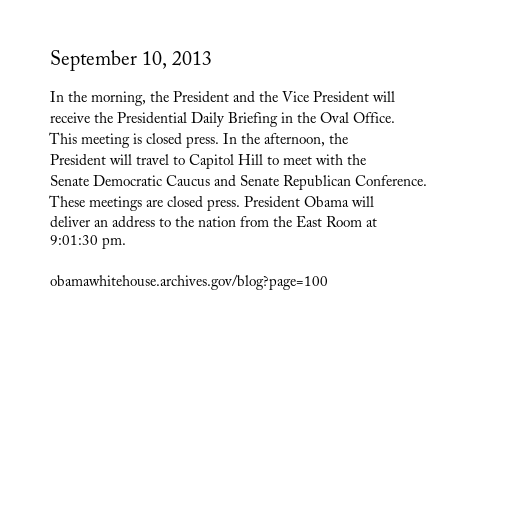 September 10, 2013
In the morning, the President and the Vice President will
receive the Presidential Daily Briefing in the Oval Office.
This meeting is closed press. In the afternoon, the
President will travel to Capitol Hill to meet with the
Senate Democratic Caucus and Senate Republican Conference.
These meetings are closed press. President Obama will
deliver an address to the nation from the East Room at
9:01:30 pm.
obamawhitehouse.archives.gov/blog?page=100